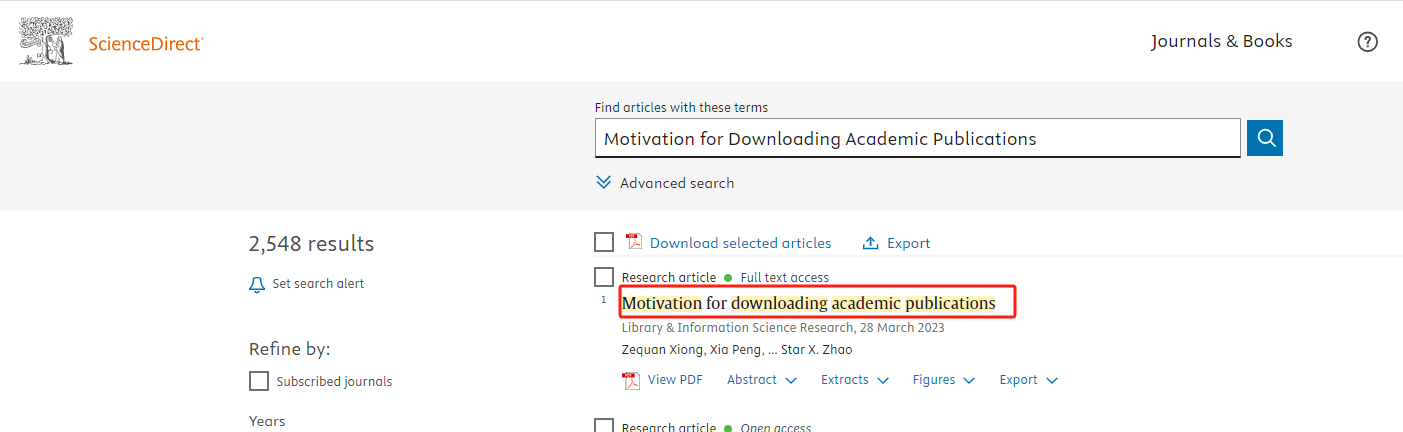 ScienceDirect
Journals & Books
Find articles with these terms
Motivation for Downloading Academic Publications
Advanced search
2,548 results
Download selected articles Export
Set search alert
Research article Full text access
1 Motivation for downloading academic publications
Library & Information Science Research, 28 March 2023
Zequan Xiong, Xia Peng, ... Star X. Zhao
Refine by:
Subscribed journals
View PDF Abstract Extracts Figures Export
Years
Research article Open access